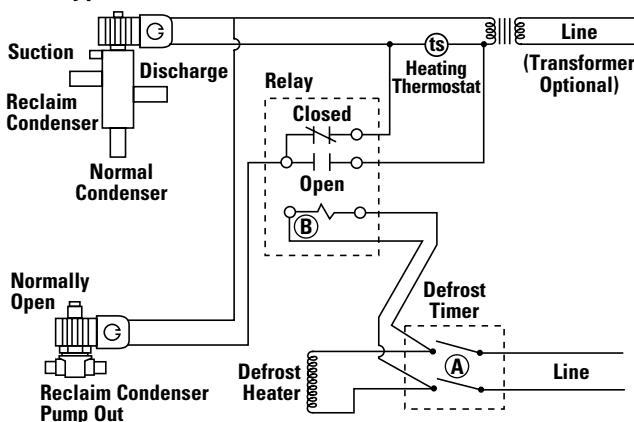 Suction
Discharge
Reclaim
Condenser
Normal
Condenser
ts
Heating
Thermostat
Line
(Transformer
Optional)
Relay
Closed
Open
B
Normally
Open
Reclaim Condenser
Pump Out
Defrost
Timer
A
Defrost
Heater
Line